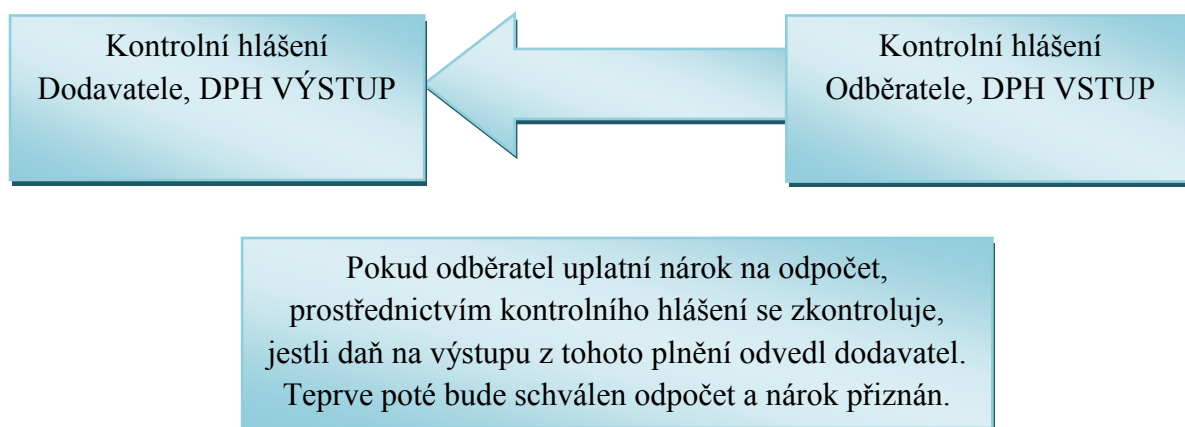 Kontrolní hlášení
Dodavatele, DPH VÝSTUP
Kontrolní hlášení
Odběratele, DPH VSTUP
Pokud odběratel uplatní nárok na odpočet,
prostřednictvím kontrolního hlášení se zkontroluje,
jestli daň na výstupu z tohoto plnění odvedl dodavatel.
Teprve poté bude schválen odpočet a nárok přiznán.